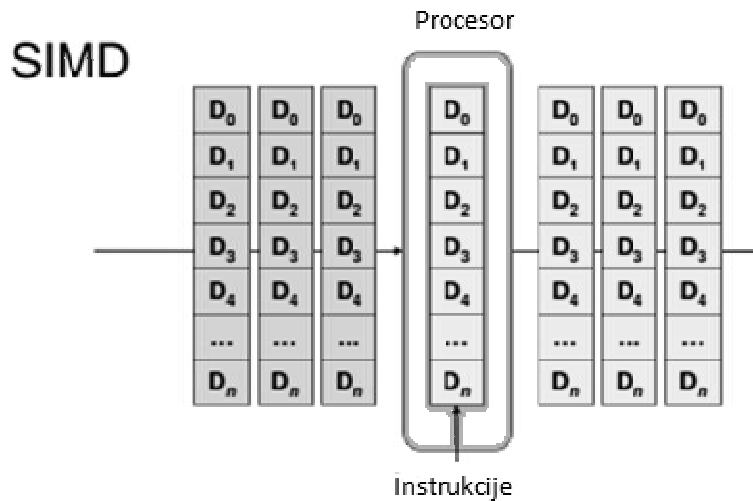 Procesor
SIMD
D0 D0 D0 D0 D0 D0 D0
D1 D1 D1 D1 D1 D1 D1
D2 D2 D2 D2 D2 D2 D2
D3 D3 D3 D3 D3 D3 D3
D4 D4 D4 D4 D4 D4 D4
... ... ... ... ... ... ...
Dn Dn Dn Dn Dn Dn Dn
Instrukcije